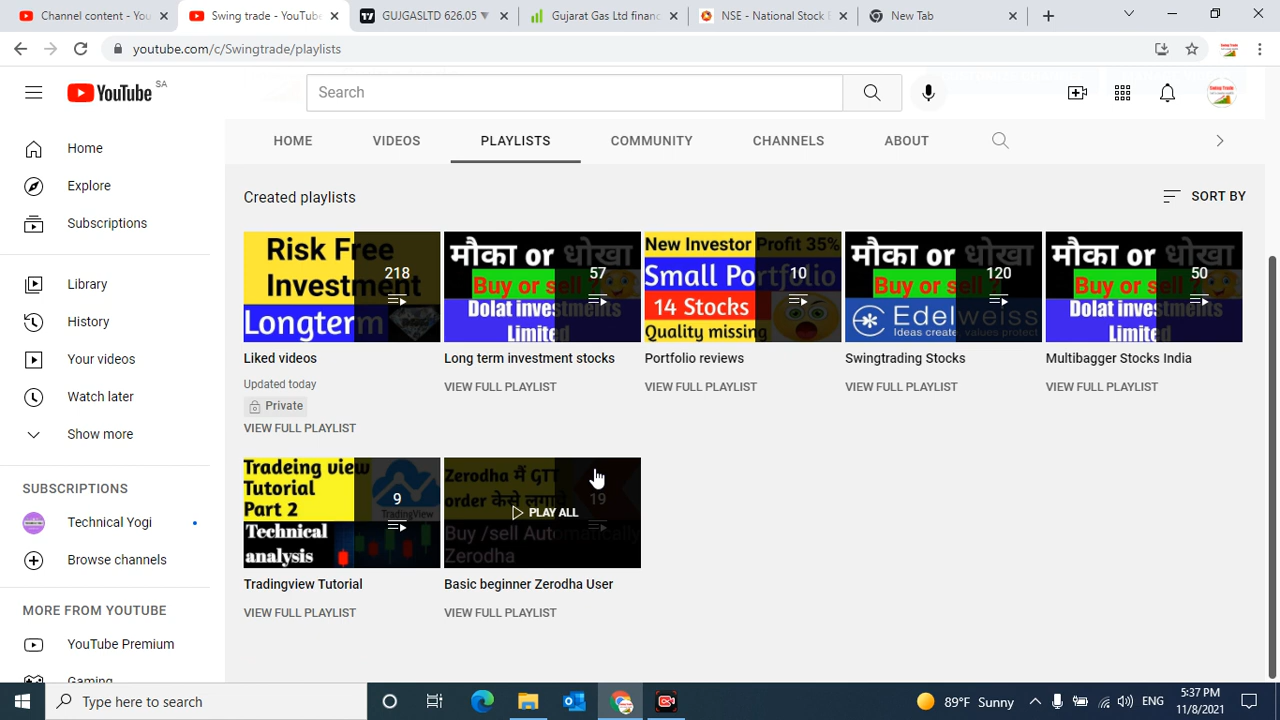 Channel content - You
Swing trade - YouTube
GUJGASLTD 626.05 ▼
Gujarat Gas Ltd financ
NSE - National Stock E
New Tab
youtube.com/c/Swingtrade/playlists
YouTube SA
Search
HOME VIDEOS PLAYLISTS COMMUNITY CHANNELS ABOUT
Home
Explore
Subscriptions
Library
History
Your videos
Watch later
Show more
SUBSCRIPTIONS
Technical Yogi
Browse channels
MORE FROM YOUTUBE
YouTube Premium
Gaming
Created playlists
SORT BY
Risk Free
Investment
Longterm
218
Liked videos
Updated today
Private
VIEW FULL PLAYLIST
मौका or धोखा
Buy or sell ?
Dolat investments
Limited
57
Long term investment stocks
VIEW FULL PLAYLIST
New Investor Profit 35%
Small Portfolio
14 Stocks
Quality missing
10
Portfolio reviews
VIEW FULL PLAYLIST
मौका or धोखा
Buy or sell ?
Edelweiss
Ideas create, values protect
120
Swingtrading Stocks
VIEW FULL PLAYLIST
मौका or धोखा
Buy or sell ?
Dolat investments
Limited
50
Multibagger Stocks India
VIEW FULL PLAYLIST
Tradeing view
Tutorial
Part 2
Technical
analysis
TradingView
9
Tradingview Tutorial
VIEW FULL PLAYLIST
Zerodha में GTT
order केसे लगाये
Buy /sell Automatically
Zerodha
19
PLAY ALL
Basic beginner Zerodha User
VIEW FULL PLAYLIST
Type here to search
89°F Sunny
ENG
5:37 PM
11/8/2021